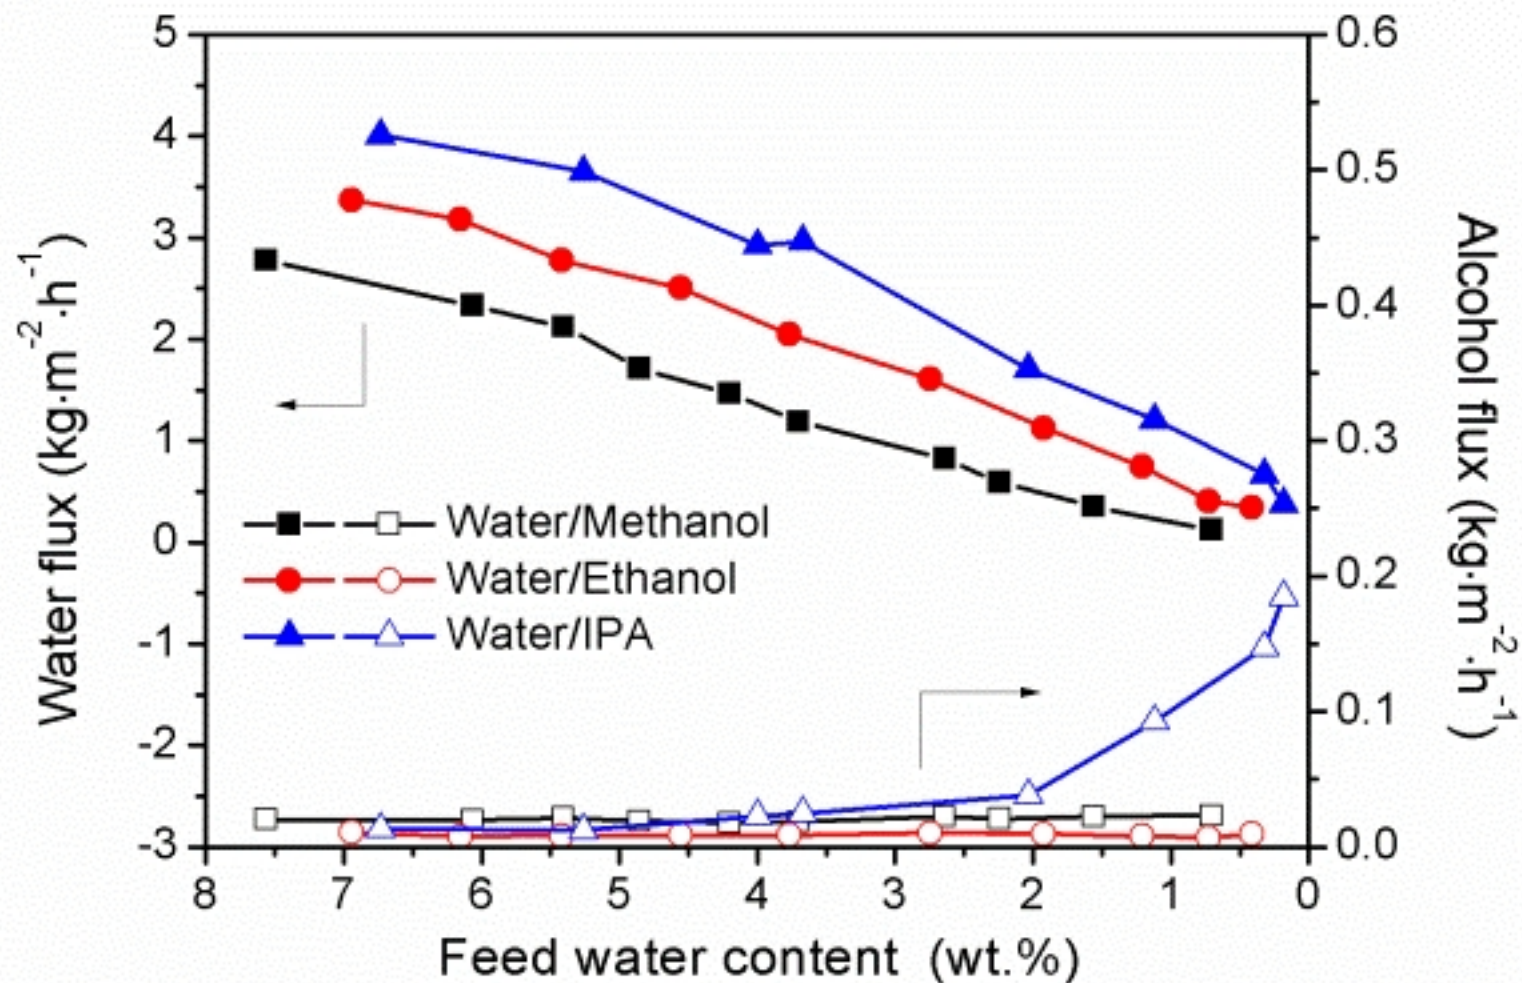 Water flux (kg·m⁻²·h⁻¹)
5
4
3
2
1
0
-1
-2
-3
Water/Methanol
Water/Ethanol
Water/IPA
0.6
0.5
0.4
0.3
0.2
0.1
0.0
Alcohol flux (kg·m⁻²·h⁻¹)
8 7 6 5 4 3 2 1 0
Feed water content (wt.%)